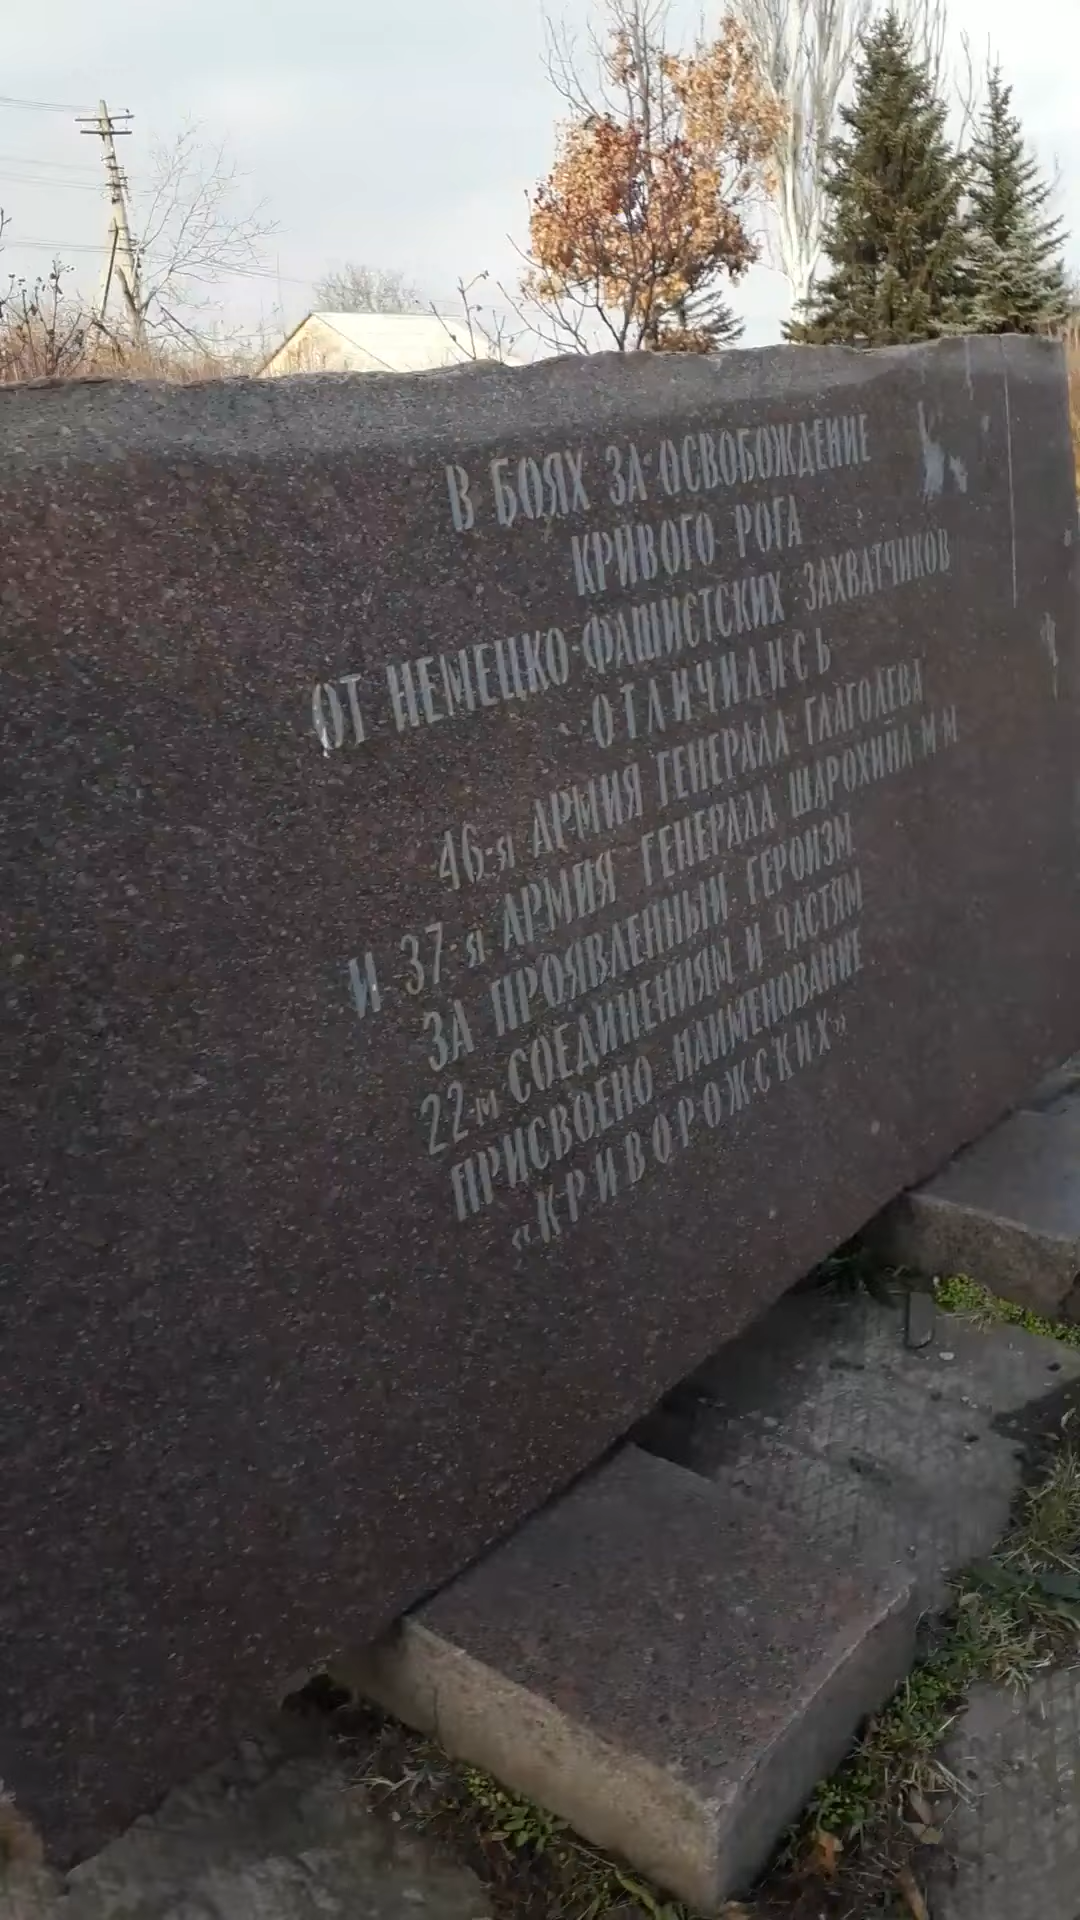 В БОЯХ ЗА ОСВОБОЖДЕНИЕ
КРИВОГО РОГА
ОТ НЕМЕЦКО-ФАШИСТСКИХ ЗАХВАТЧИКОВ
ОТЛИЧИЛИСЬ
46-я АРМИЯ ГЕНЕРАЛА ГЛАГОЛЕВА
И 37-я АРМИЯ ГЕНЕРАЛА ШАРОХИНА М М
ЗА ПРОЯВЛЕННЫЙ ГЕРОИЗМ
22-м СОЕДИНЕНИЯМ И ЧАСТЯМ
ПРИСВОЕНО НАИМЕНОВАНИЕ
«КРИВОРОЖСКИХ»